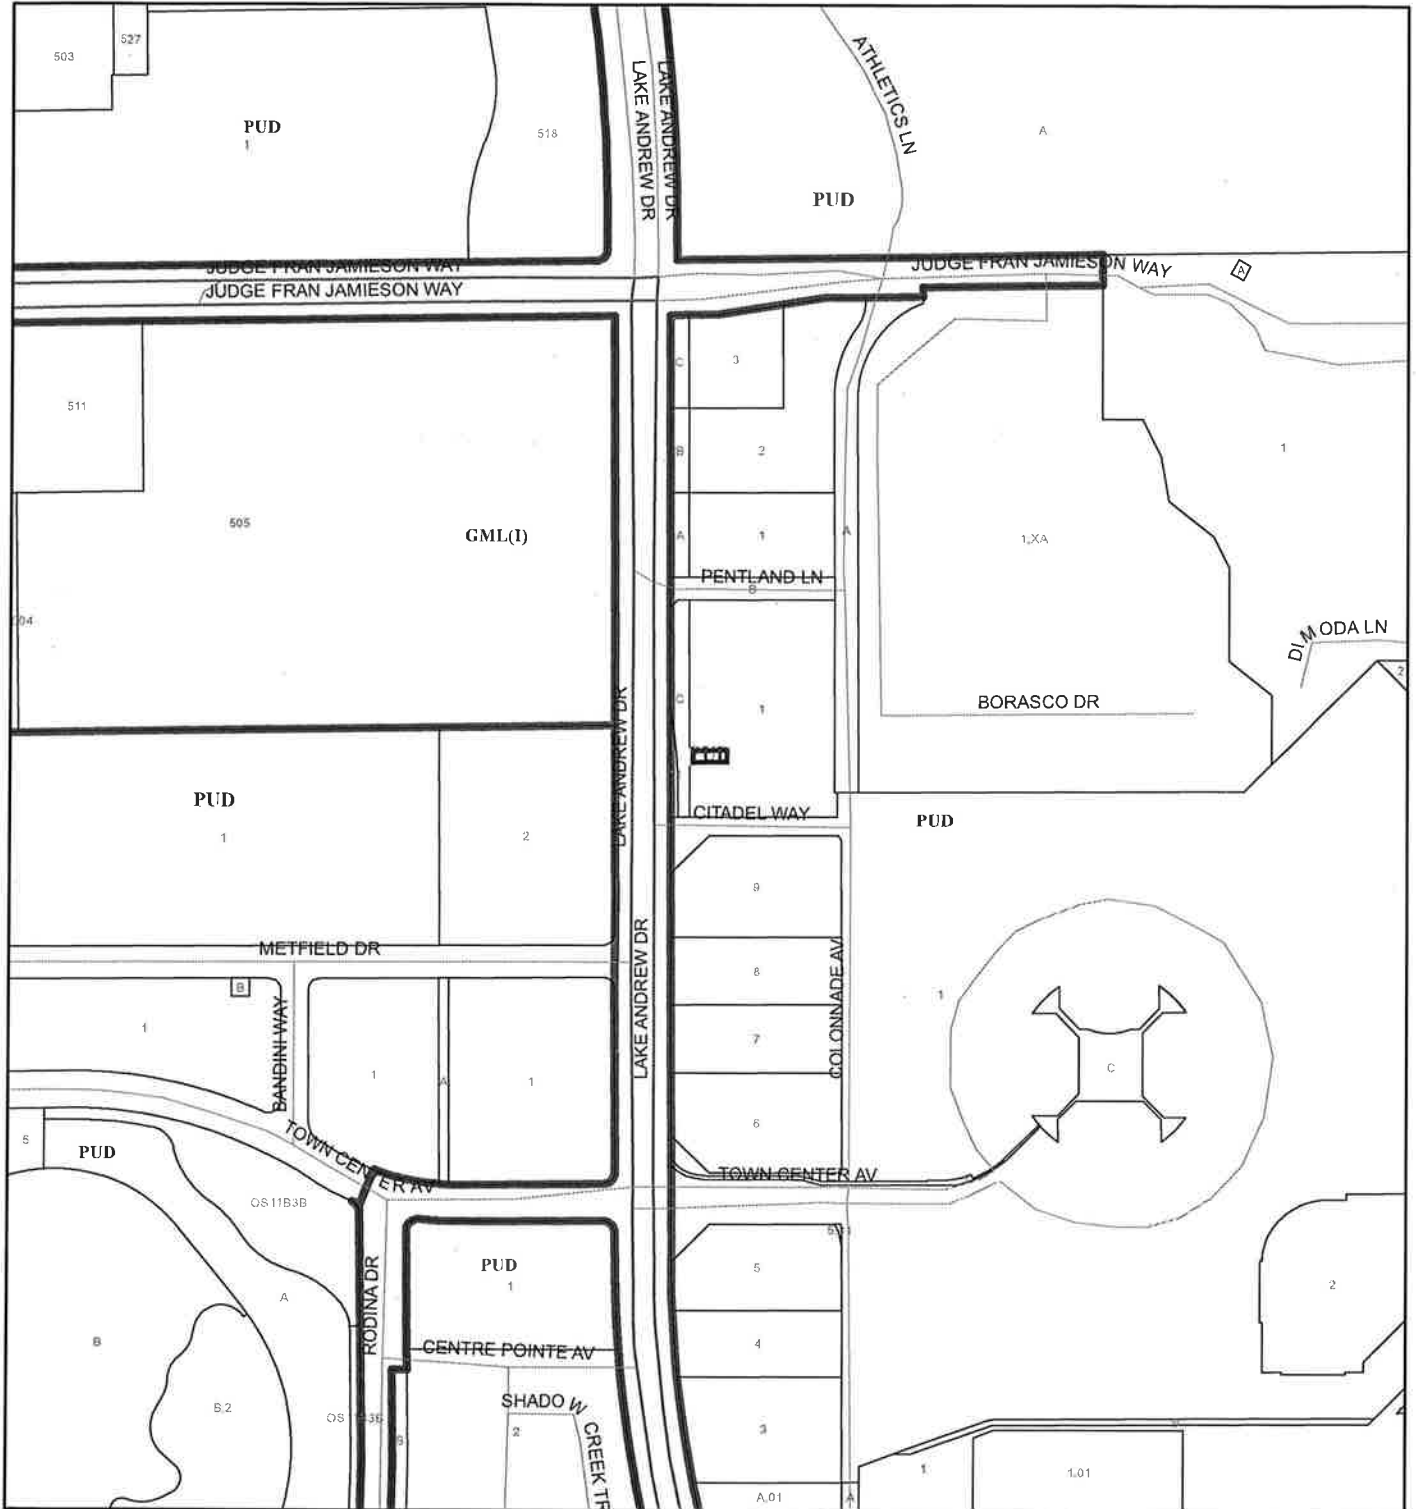 503
527
PUD
1
518
LAKE ANDREW DR
LAKE ANDREW DR
ATHLETICS LN
A
PUD
JUDGE FRAN JAMIESON WAY
JUDGE FRAN JAMIESON WAY
JUDGE FRAN JAMIESON WAY
A
511
C
3
B
2
1
505
GML(I)
A
1
A
1,XA
PENTLAND LN
B
DI MODA LN
2
LAKE ANDREW DR
1
BORASCO DR
PUD
1
2
CITADEL WAY
PUD
9
METFIELD DR
LAKE ANDREW DR
8
COLONNADE AV
1
B
1
BANDINI WAY
1
A
1
7
C
6
5
PUD
TOWN CENTER AV
TOWN CENTER AV
OS11B3B
PUD
1
5
2
A
RODINA DR
B
CENTRE POINTE AV
4
B,2
OS
SHADOW CREEK TR
2
3
1
1.01
A.01
A